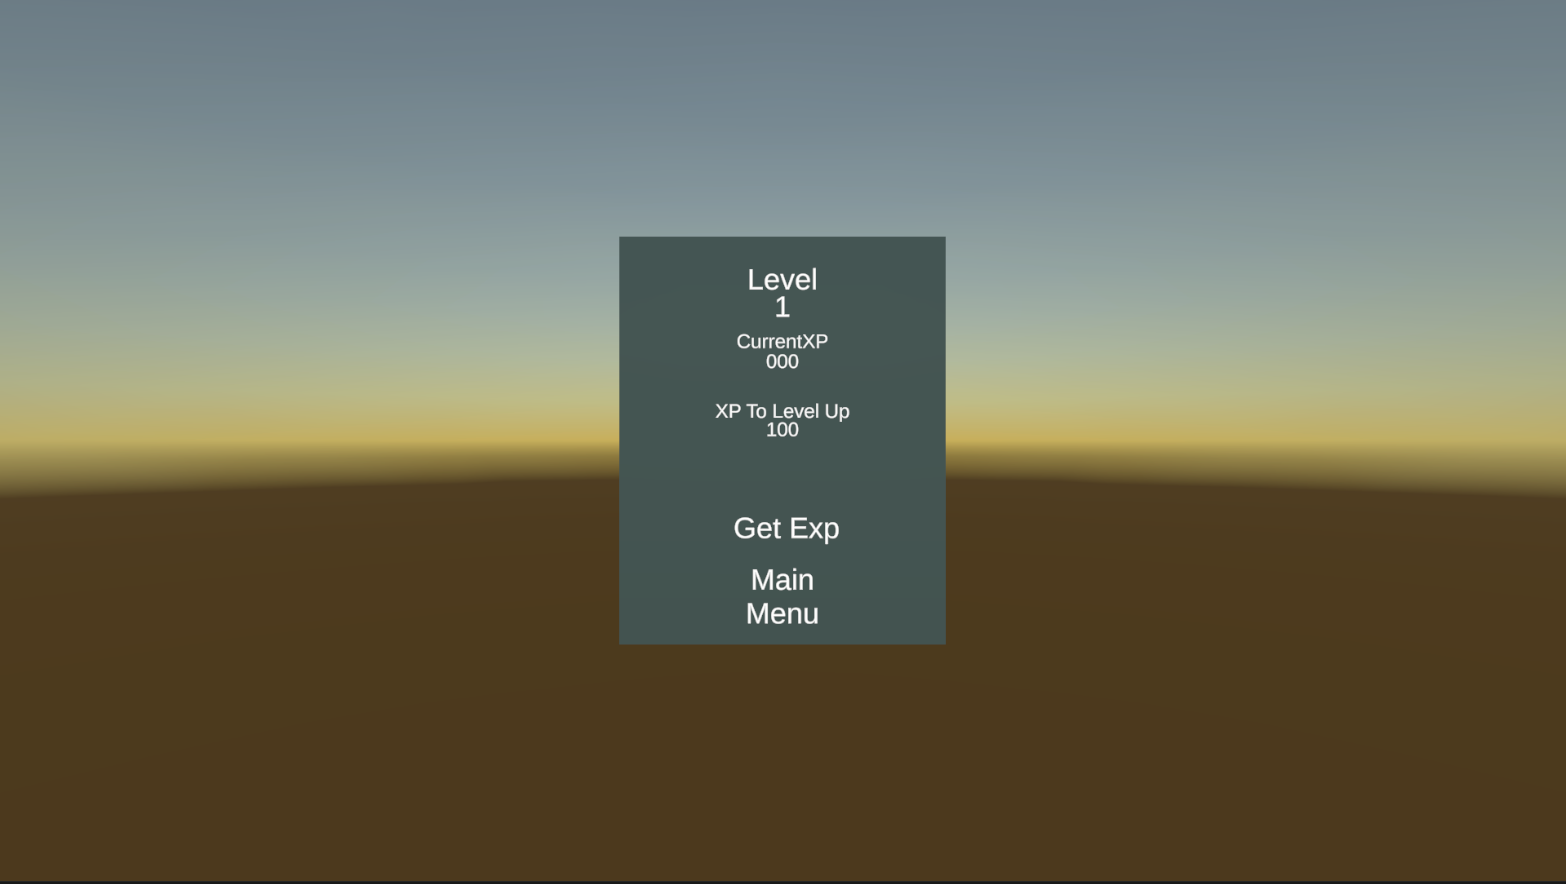 Level
1
CurrentXP
000
XP To Level Up
100
Get Exp
Main
Menu